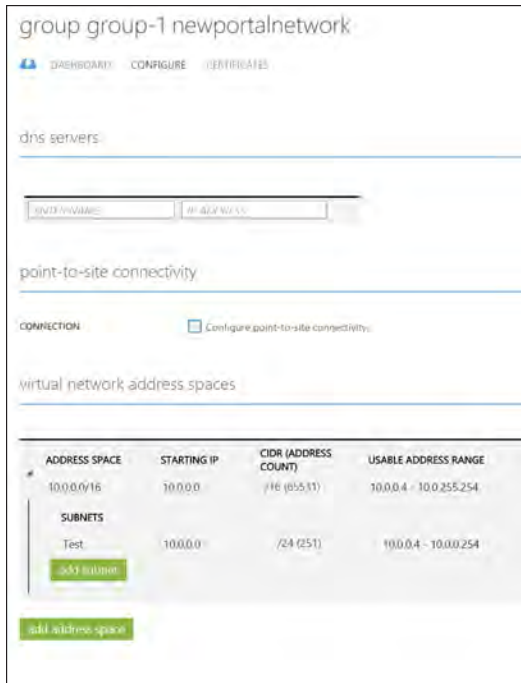 group group-1 newportalnetwork
DASHBOARD CONFIGURE CERTIFICATES
dns servers
IP ADDRESS
point-to-site connectivity
CONNECTION Configure point-to-site connectivity
virtual network address spaces
ADDRESS SPACE STARTING IP CIDR (ADDRESS COUNT) USABLE ADDRESS RANGE
10.0.0.0/16 10.0.0.0 /16 (65531) 10.0.0.4 - 10.0.255.254
SUBNETS
Test 10.0.0.0 /24 (251) 10.0.0.4 - 10.0.0.254
add subnet
add address space